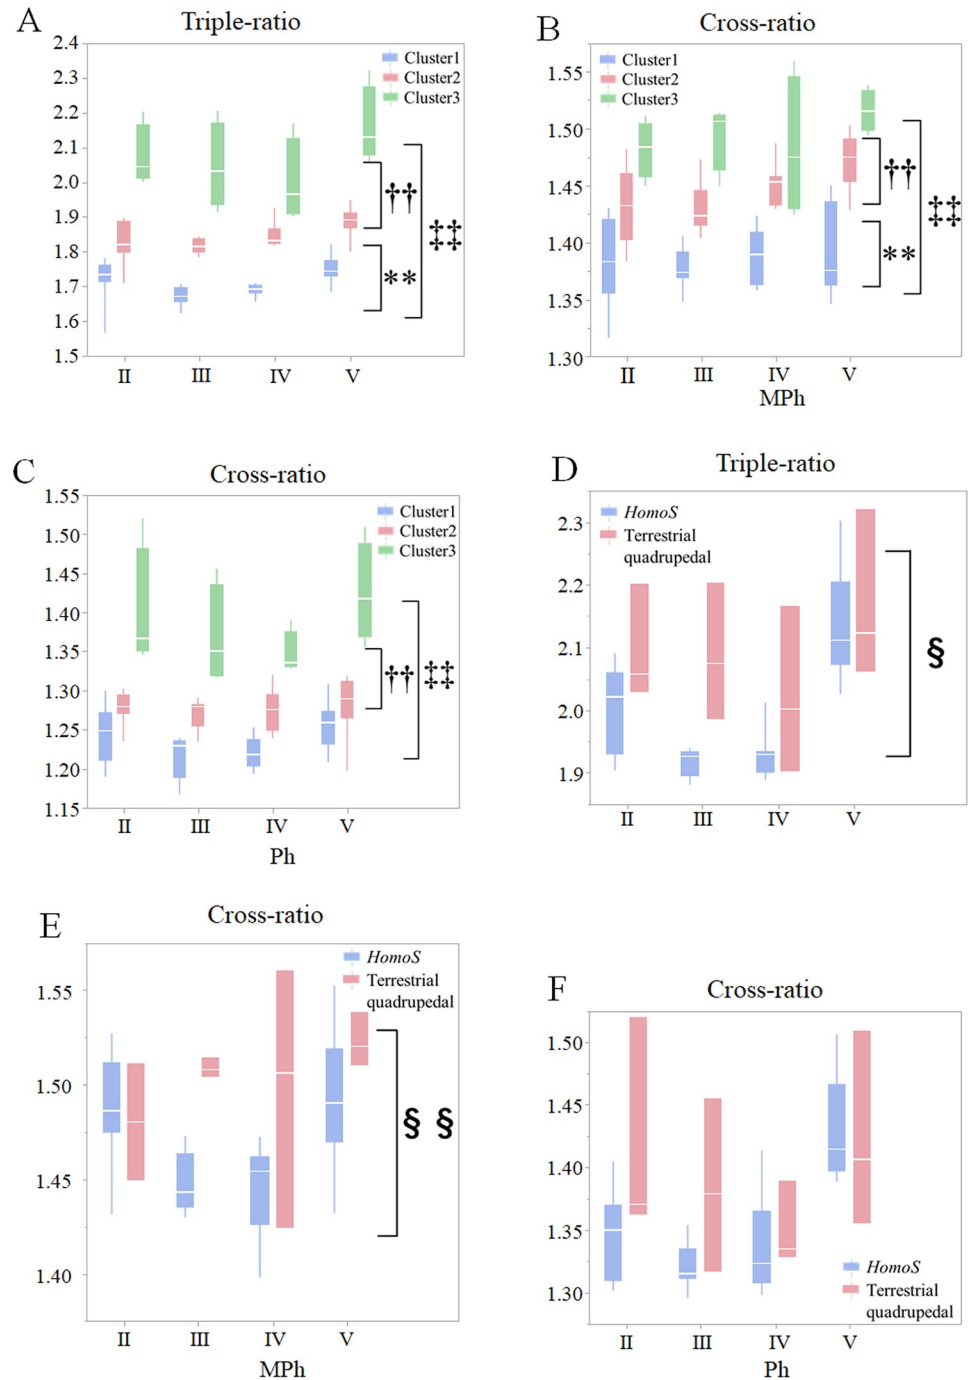 A
Triple-ratio
2.4
2.3
2.2
2.1
2.0
1.9
1.8
1.7
1.6
1.5
Cluster1
Cluster2
Cluster3
††
‡‡
**
II III IV V
B
Cross-ratio
1.55
1.50
1.45
1.40
1.35
1.30
Cluster1
Cluster2
Cluster3
††
‡‡
**
II III IV V
MPh
C
Cross-ratio
1.55
1.50
1.45
1.40
1.35
1.30
1.25
1.20
1.15
Cluster1
Cluster2
Cluster3
†† ‡‡
II III IV V
Ph
D
Triple-ratio
2.3
2.2
2.1
2.0
1.9
HomoS
Terrestrial
quadrupedal
§
II III IV V
E
Cross-ratio
1.55
1.50
1.45
1.40
HomoS
Terrestrial
quadrupedal
§ §
II III IV V
MPh
F
Cross-ratio
1.50
1.45
1.40
1.35
1.30
HomoS
Terrestrial
quadrupedal
II III IV V
Ph